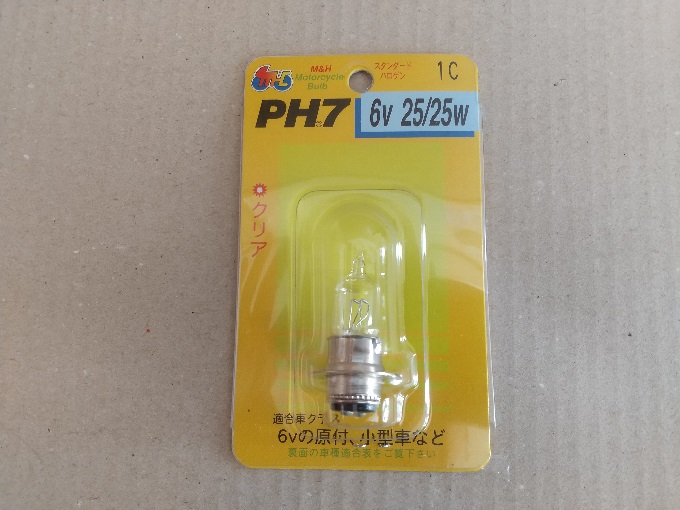 M&H
Motorcycle
Bulb
スタンダード
ハロゲン
1C
PH7
6v 25/25w
クリア
適合車クラス
6vの原付、小型車など
裏面の車種適合表をご覧下さい